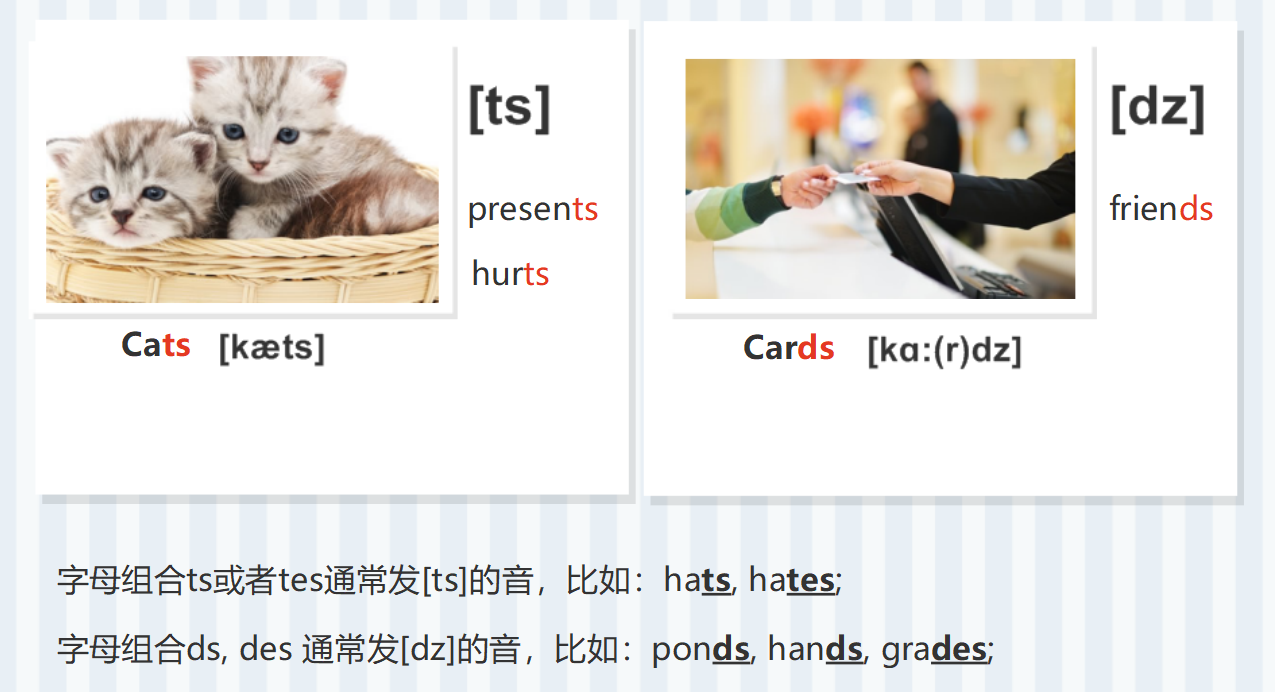 [ts]
presents
hurts
Cats [kæts]
[dz]
friends
Cards [kɑ:(r)dz]
字母组合ts或者tes通常发[ts]的音，比如：hats, hates;
字母组合ds, des 通常发[dz]的音，比如：ponds, hands, grades;